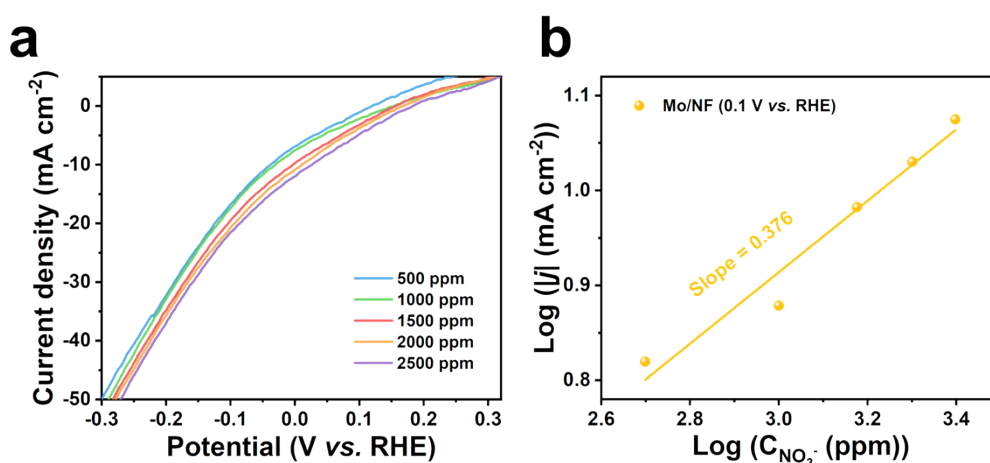 a
Current density (mA cm-2)
0
-10
-20
-30
-40
-50
-0.3 -0.2 -0.1 0.0 0.1 0.2 0.3
Potential (V vs. RHE)
500 ppm
1000 ppm
1500 ppm
2000 ppm
2500 ppm
b
Log (|j| (mA cm-2))
1.1
1.0
0.9
0.8
2.6 2.8 3.0 3.2 3.4
Log (CNO3- (ppm))
Mo/NF (0.1 V vs. RHE)
Slope = 0.376